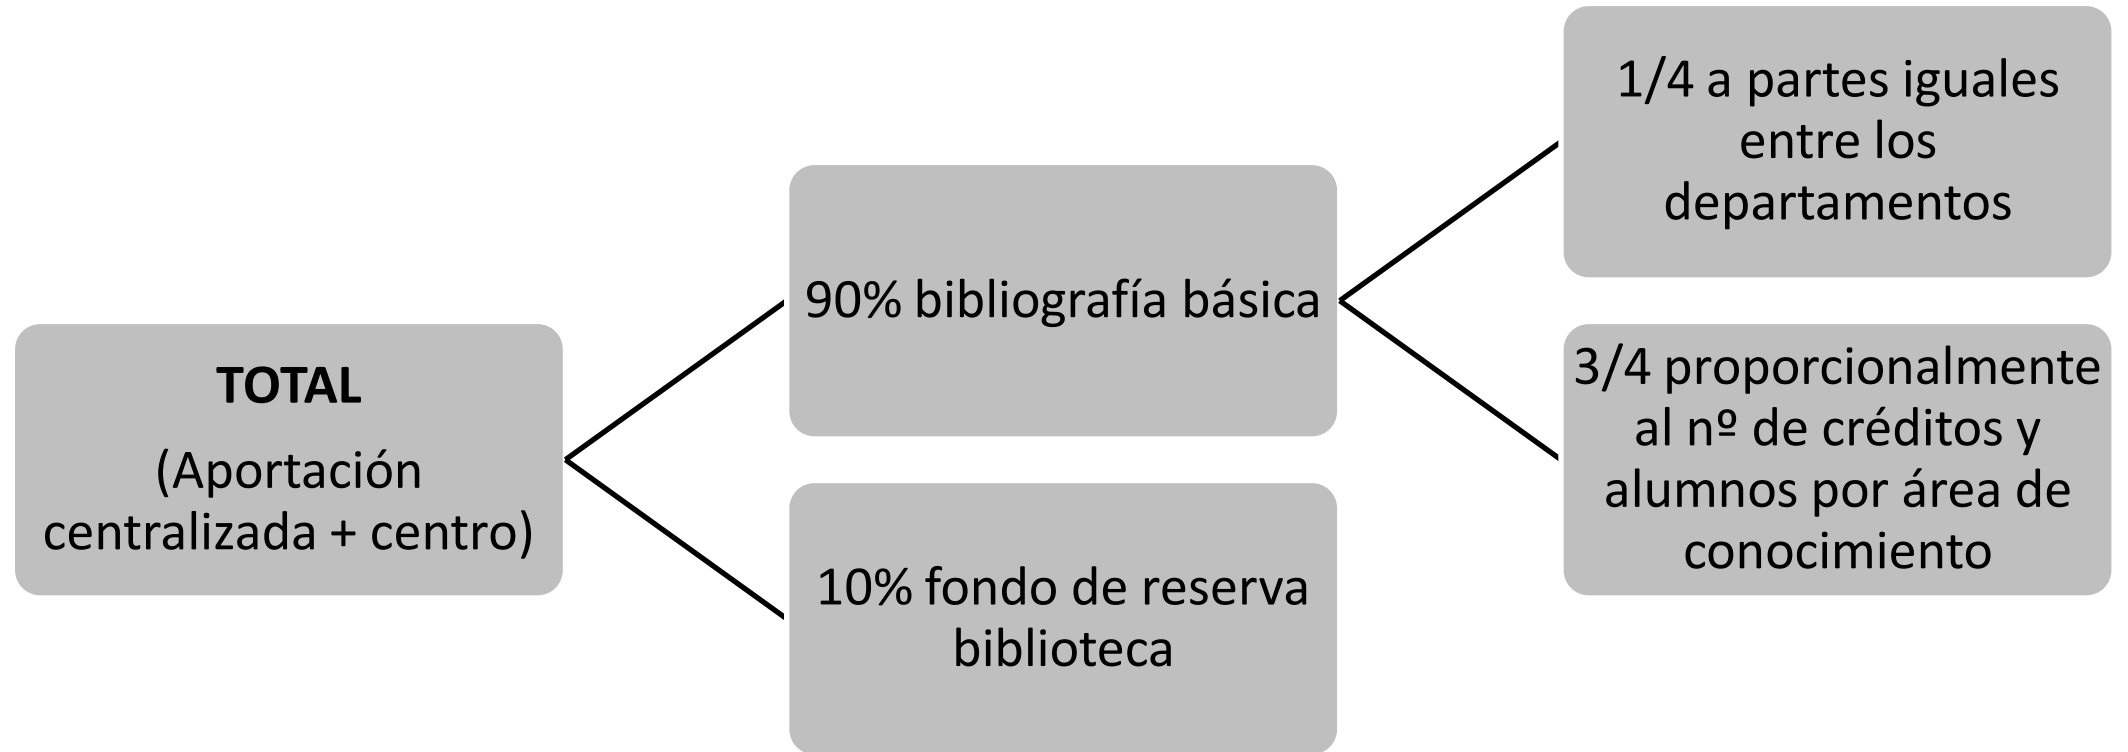 TOTAL
(Aportación
centralizada + centro)
90% bibliografía básica
1/4 a partes iguales
entre los
departamentos
3/4 proporcionalmente
al nº de créditos y
alumnos por área de
conocimiento
10% fondo de reserva
biblioteca